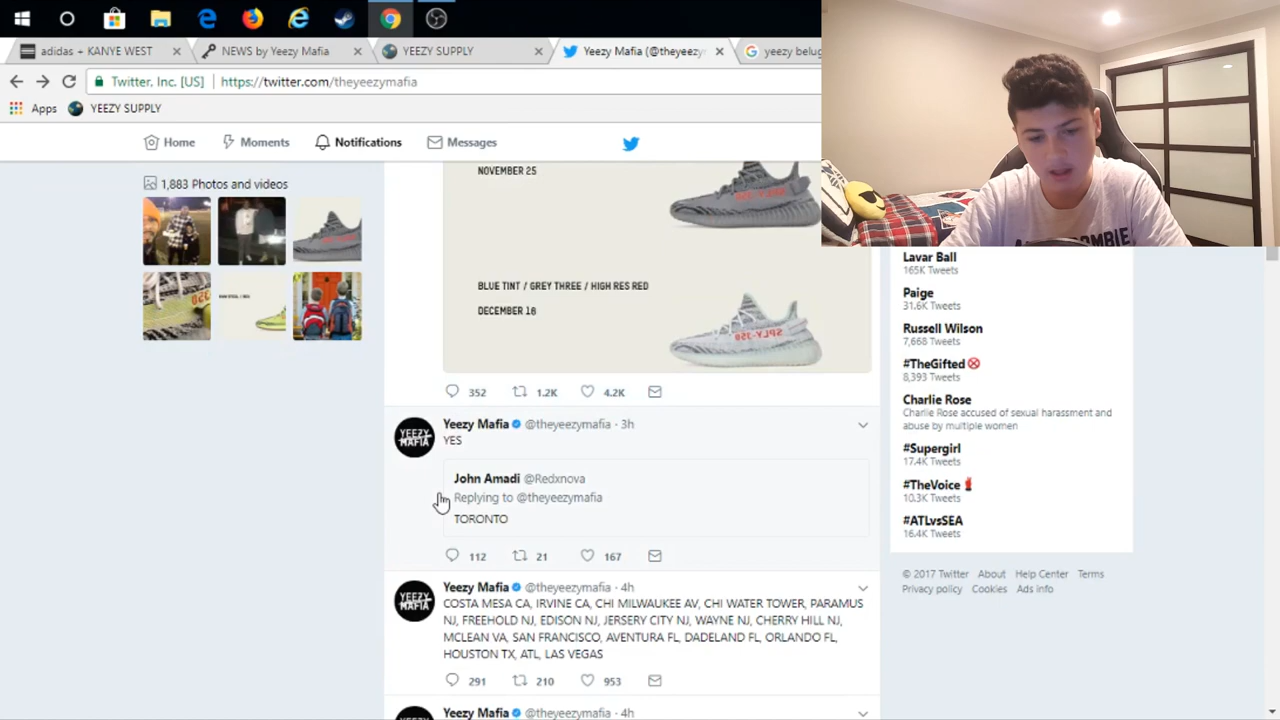 adidas + KANYE WEST
NEWS by Yeezy Mafia
YEEZY SUPPLY
Yeezy Mafia (@theyeezy
yeezy belug
Twitter, Inc. [US]
https://twitter.com/theyeezymafia
Apps
YEEZY SUPPLY
Home
Moments
Notifications
Messages
1,883 Photos and videos
NOVEMBER 25
SPLY-350
BLUE TINT / GREY THREE / HIGH RES RED
DECEMBER 16
SPLY-350
352
1.2K
4.2K
Yeezy Mafia @theyeezymafia · 3h
YES
John Amadi @Redxnova
Replying to @theyeezymafia
TORONTO
112
21
167
Yeezy Mafia @theyeezymafia · 4h
COSTA MESA CA, IRVINE CA, CHI MILWAUKEE AV, CHI WATER TOWER, PARAMUS
NJ, FREEHOLD NJ, EDISON NJ, JERSERY CITY NJ, WAYNE NJ, CHERRY HILL NJ,
MCLEAN VA, SAN FRANCISCO, AVENTURA FL, DADELAND FL, ORLANDO FL,
HOUSTON TX, ATL, LAS VEGAS
291
210
953
Yeezy Mafia @theyeezymafia · 4h
YEEZY
MAFIA
YEEZY
MAFIA
Lavar Ball
165K Tweets
Paige
31.6K Tweets
Russell Wilson
7,668 Tweets
#TheGifted
8,393 Tweets
Charlie Rose
Charlie Rose accused of sexual harassment and
abuse by multiple women
#Supergirl
17.4K Tweets
#TheVoice
10.3K Tweets
#ATLvsSEA
16.4K Tweets
© 2017 Twitter About Help Center Terms
Privacy policy Cookies Ads info